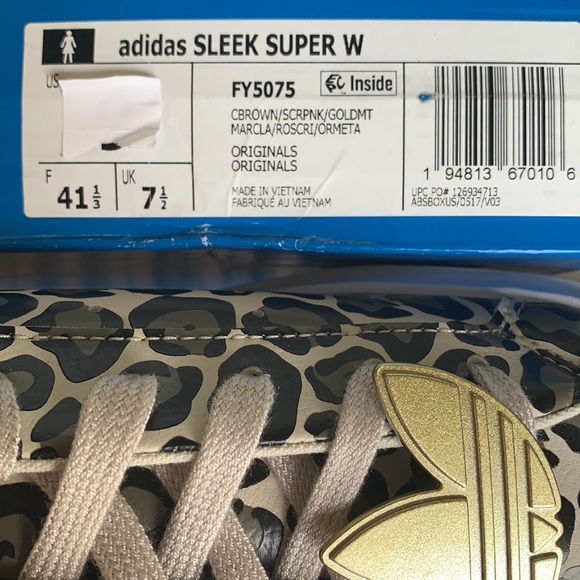 adidas SLEEK SUPER W
US
FY5075
Inside
CBROWN/SCRPNK/GOLDMT
MARCLA/ROSCRI/ORMETA
ORIGINALS
ORIGINALS
F
41 1/3
UK
7 1/2
MADE IN VIETNAM
FABRIQUÉ AU VIETNAM
1 94813 67010 6
UPC PO# 126934713
ABSBOXUS/0517/V03